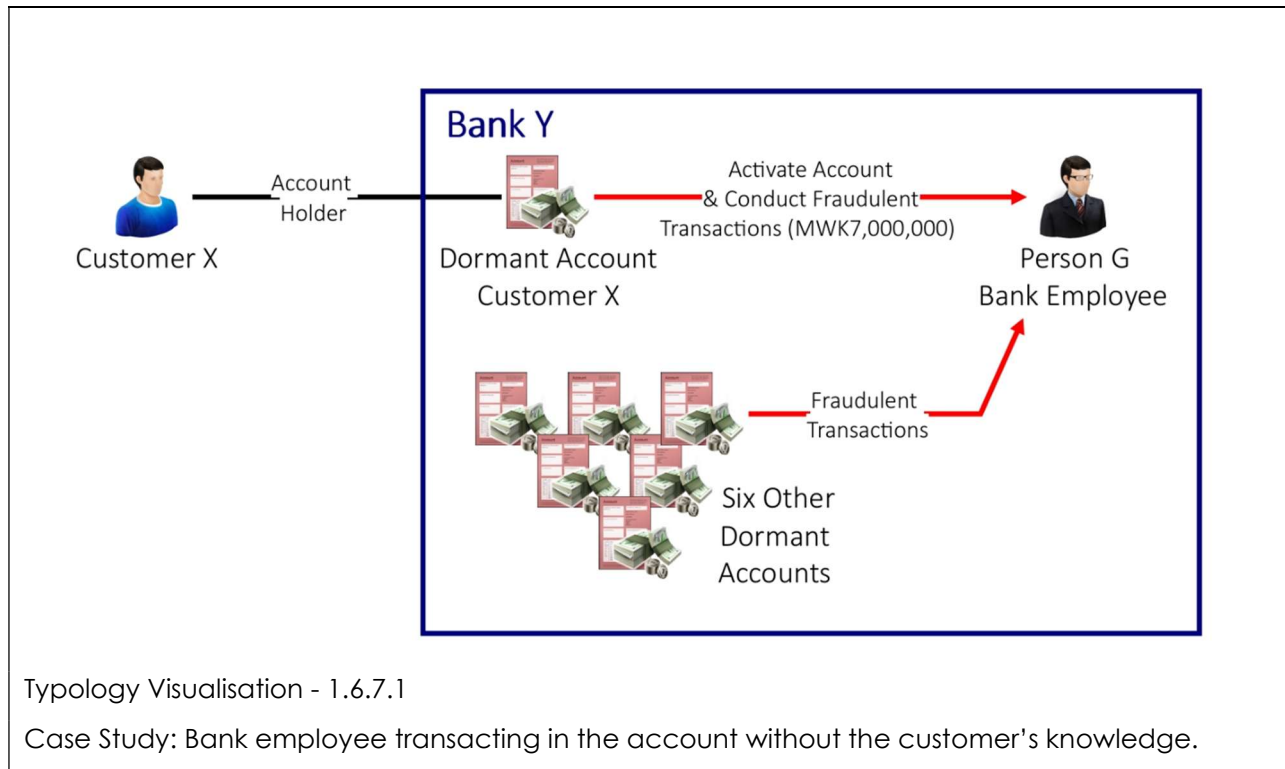 Bank Y
Account
Holder
Activate Account
& Conduct Fraudulent
Transactions (MWK7,000,000)
Customer X
Dormant Account
Customer X
Person G
Bank Employee
Fraudulent
Transactions
Six Other
Dormant
Accounts
Typology Visualisation - 1.6.7.1
Case Study: Bank employee transacting in the account without the customer’s knowledge.